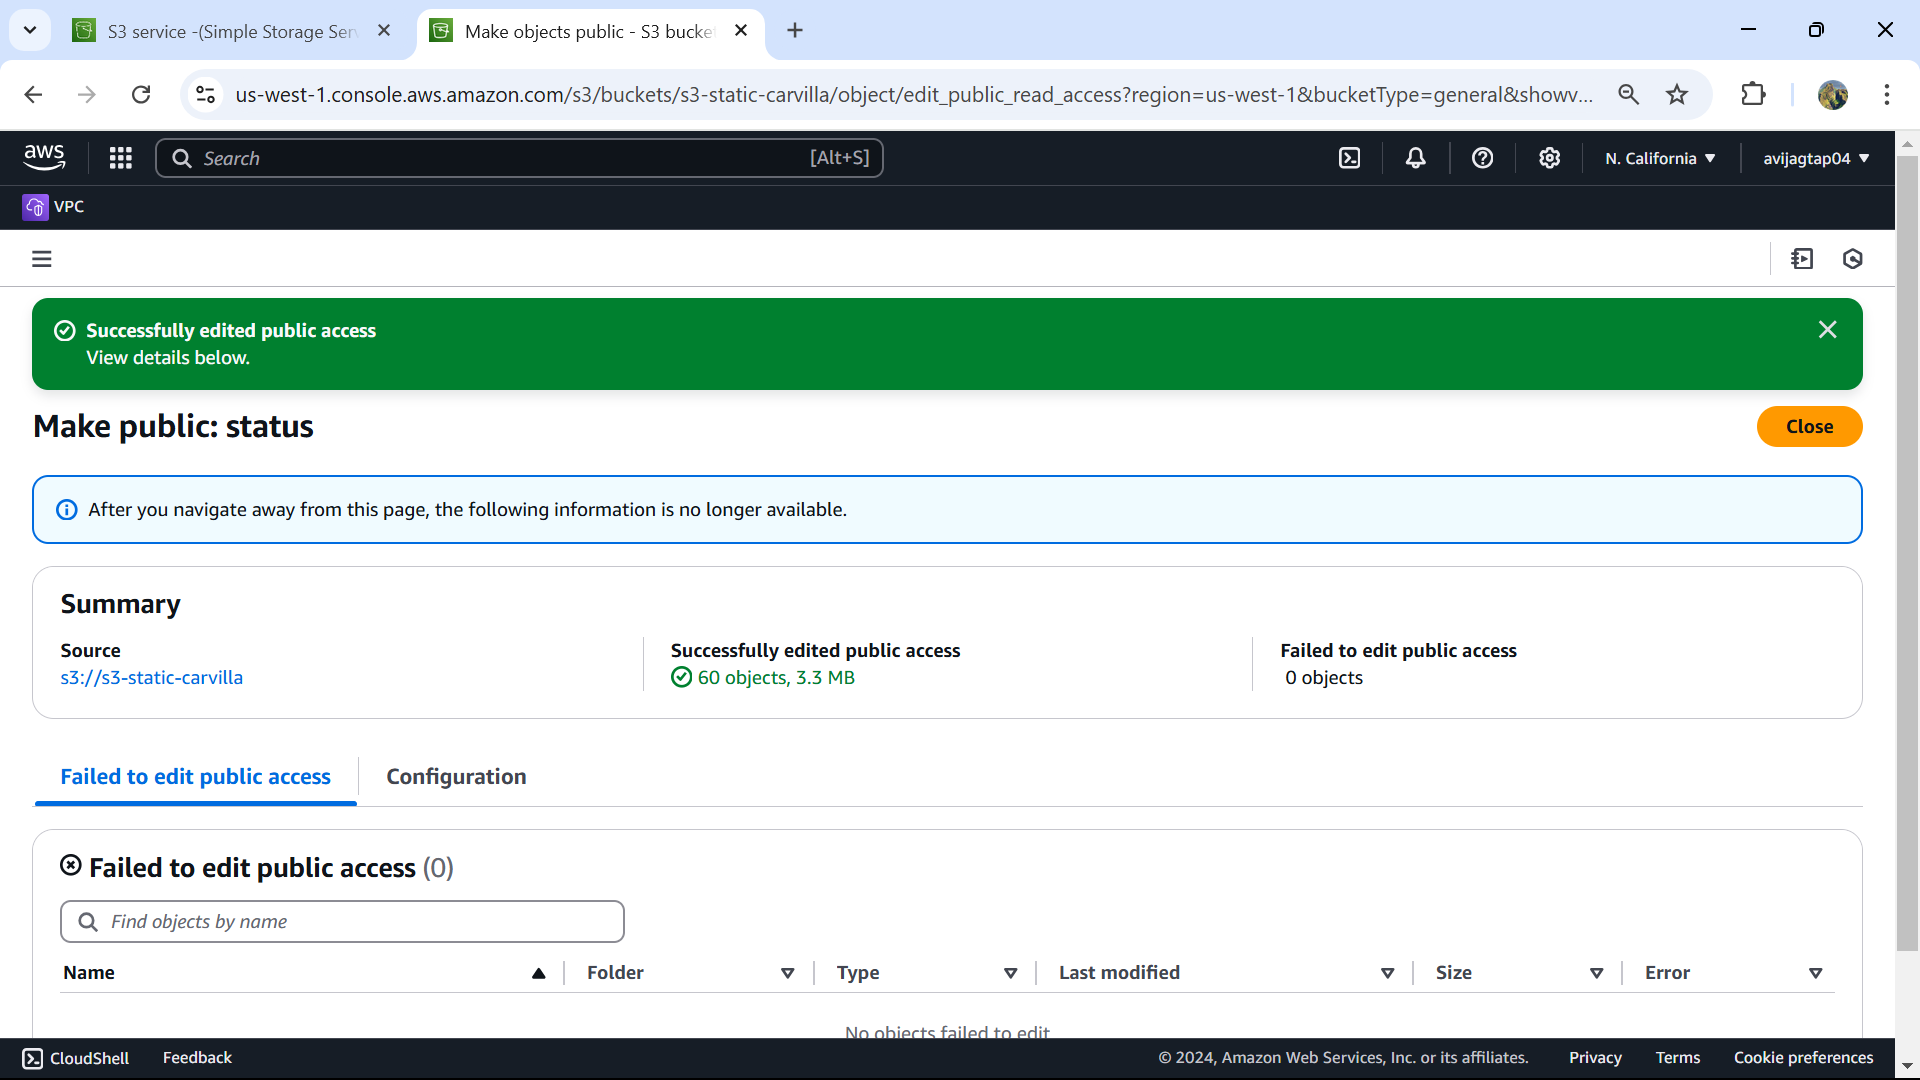 S3 service -(Simple Storage Ser
Make objects public - S3 bucke
us-west-1.console.aws.amazon.com/s3/buckets/s3-static-carvilla/object/edit_public_read_access?region=us-west-1&bucketType=general&showv...
aws
Search
[Alt+S]
N. California
avijagtap04
VPC
Successfully edited public access
View details below.
Make public: status
Close
After you navigate away from this page, the following information is no longer available.
Summary
Source
s3://s3-static-carvilla
Successfully edited public access
60 objects, 3.3 MB
Failed to edit public access
0 objects
Failed to edit public access
Configuration
Failed to edit public access (0)
Find objects by name
Name
Folder
Type
Last modified
Size
Error
No objects failed to edit
CloudShell
Feedback
© 2024, Amazon Web Services, Inc. or its affiliates.
Privacy
Terms
Cookie preferences